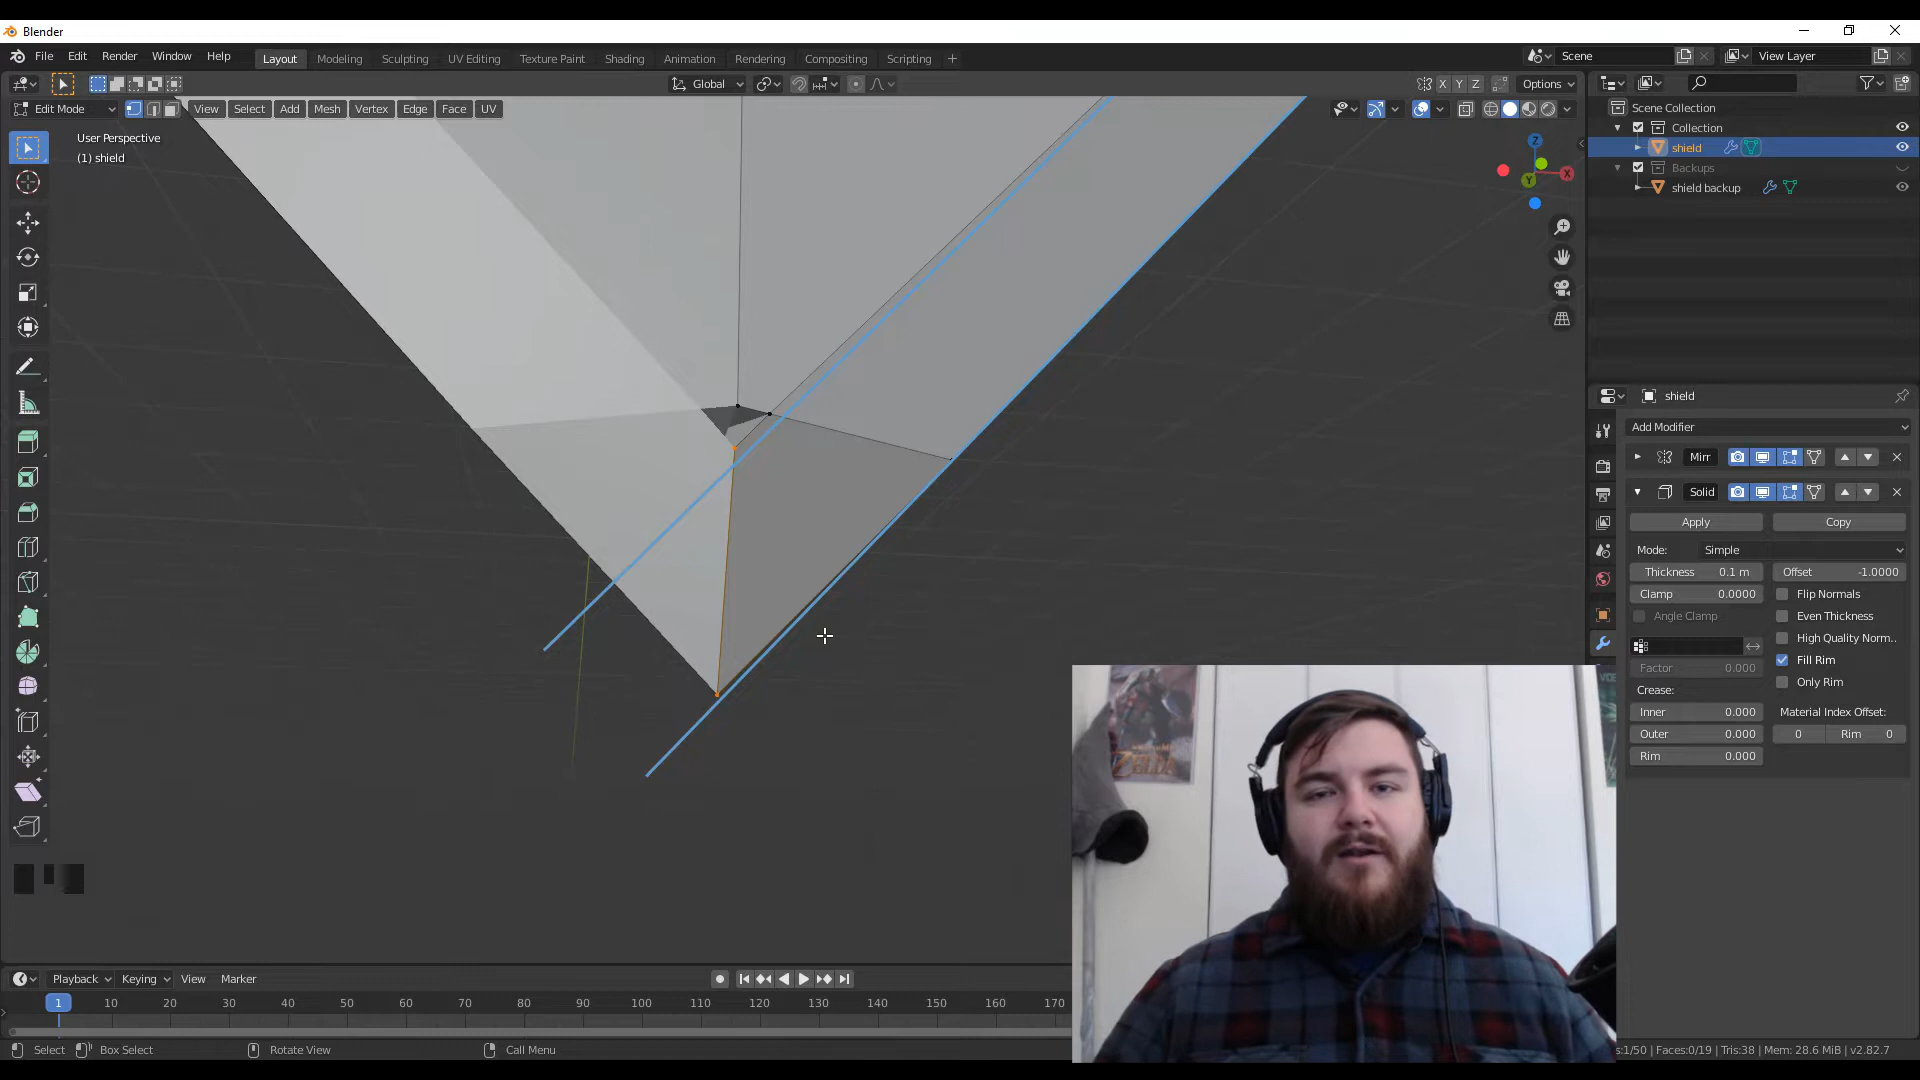 Blender
File Edit Render Window Help Layout Modeling Sculpting UV Editing Texture Paint Shading Animation Rendering Compositing Scripting + Scene View Layer
Global X Y Z Options
Edit Mode View Select Add Mesh Vertex Edge Face UV
User Perspective
(1) shield
Z
X
Y
Scene Collection
Collection
shield
Backups
shield backup
shield
Add Modifier
Mirr
Solid
Apply Copy
Mode: Simple
Thickness 0.1 m Offset -1.0000
Clamp 0.0000 Flip Normals
Angle Clamp Even Thickness
High Quality Norm..
Factor 0.000 Fill Rim
Crease: Only Rim
Inner 0.000 Material Index Offset:
Outer 0.000 0 Rim 0
Rim 0.000
ZELDA
Playback Keying View Marker
1 10 20 30 40 50 60 70 80 90 100 110 120 130 140 150 160 170
Select Box Select Rotate View Call Menu
s:1/50 | Faces:0/19 | Tris:38 | Mem: 28.6 MiB | v2.82.7